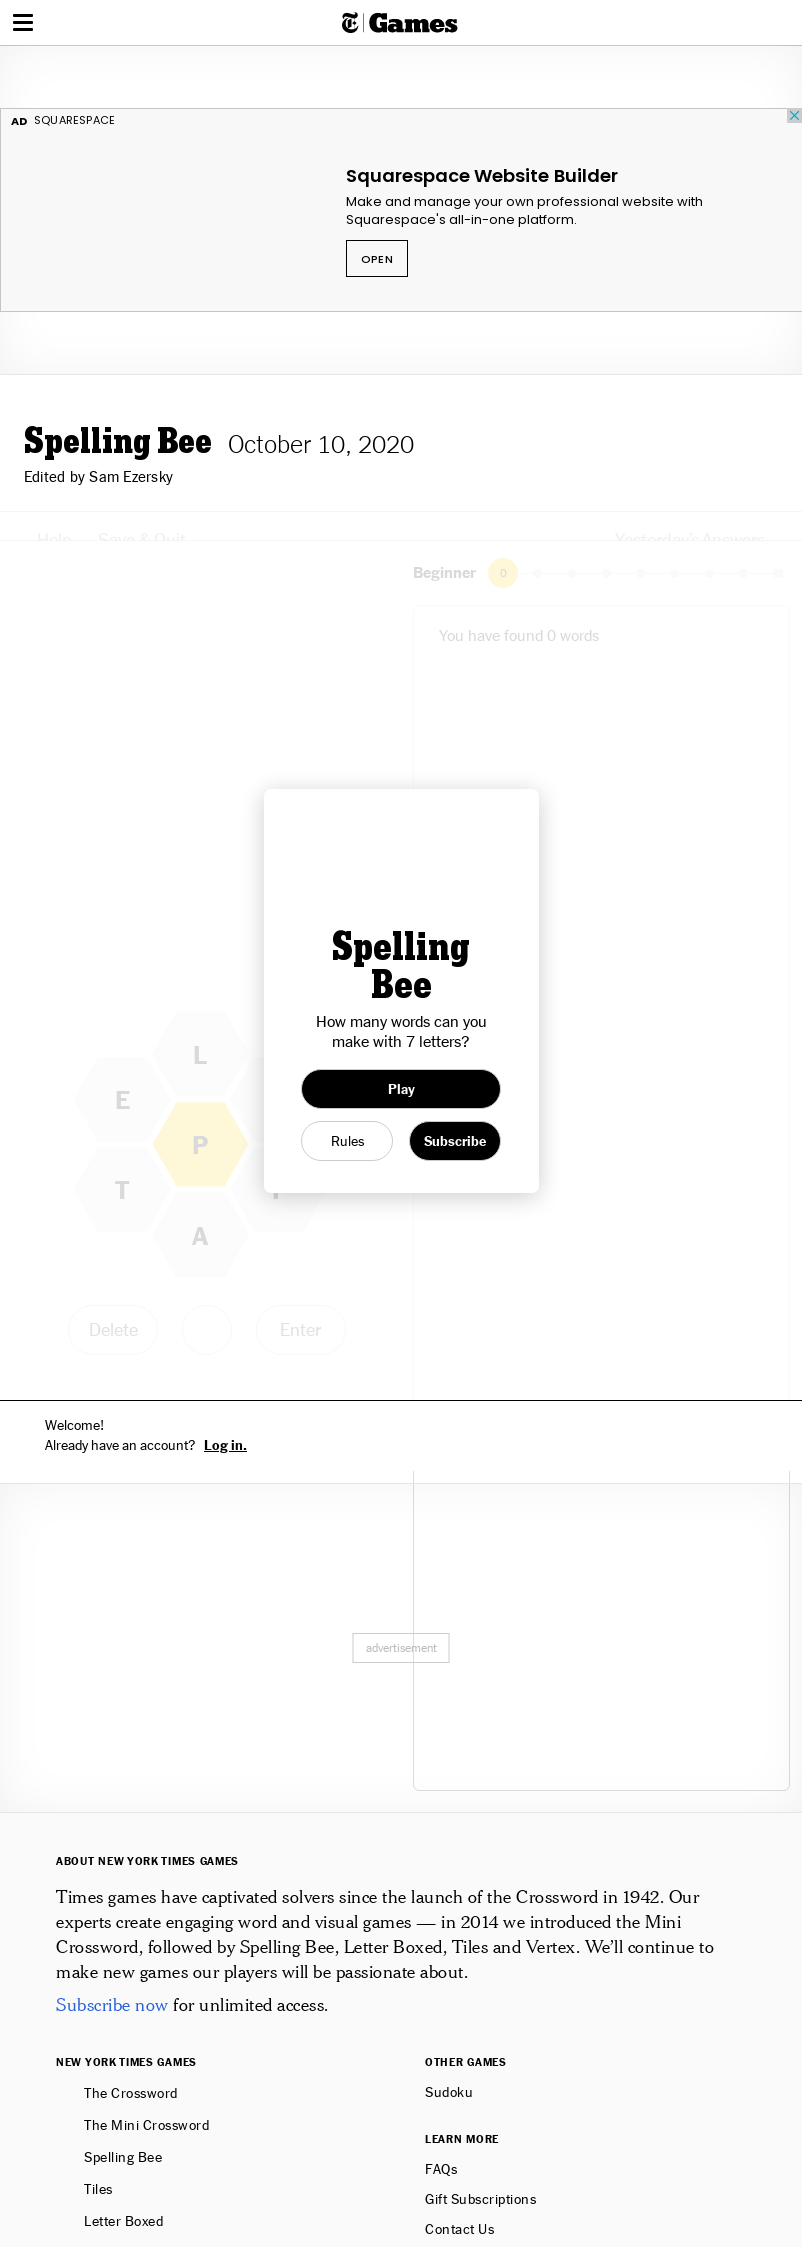 Games
AD SQUARESPACE
Squarespace Website Builder
Make and manage your own professional website with
Squarespace's all-in-one platform.
OPEN
Spelling Bee October 10, 2020
Edited by Sam Ezersky
Help Save & Quit Yesterday's Answers
Beginner 0
You have found 0 words
Spelling
Bee
How many words can you
make with 7 letters?
Play
Rules Subscribe
L
E
P
T
A
Delete Enter
Welcome!
Already have an account? Log in.
advertisement
ABOUT NEW YORK TIMES GAMES
Times games have captivated solvers since the launch of the Crossword in 1942. Our
experts create engaging word and visual games — in 2014 we introduced the Mini
Crossword, followed by Spelling Bee, Letter Boxed, Tiles and Vertex. We’ll continue to
make new games our players will be passionate about.
Subscribe now for unlimited access.
NEW YORK TIMES GAMES
The Crossword
The Mini Crossword
Spelling Bee
Tiles
Letter Boxed
OTHER GAMES
Sudoku
LEARN MORE
FAQs
Gift Subscriptions
Contact Us